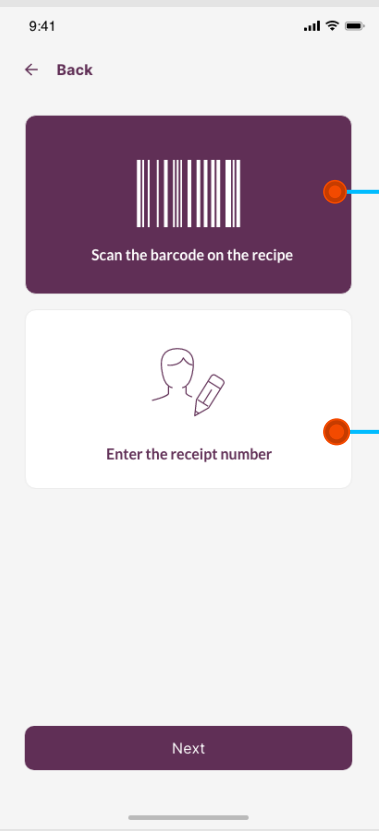 9:41
Back
Scan the barcode on the recipe
Enter the receipt number
Next